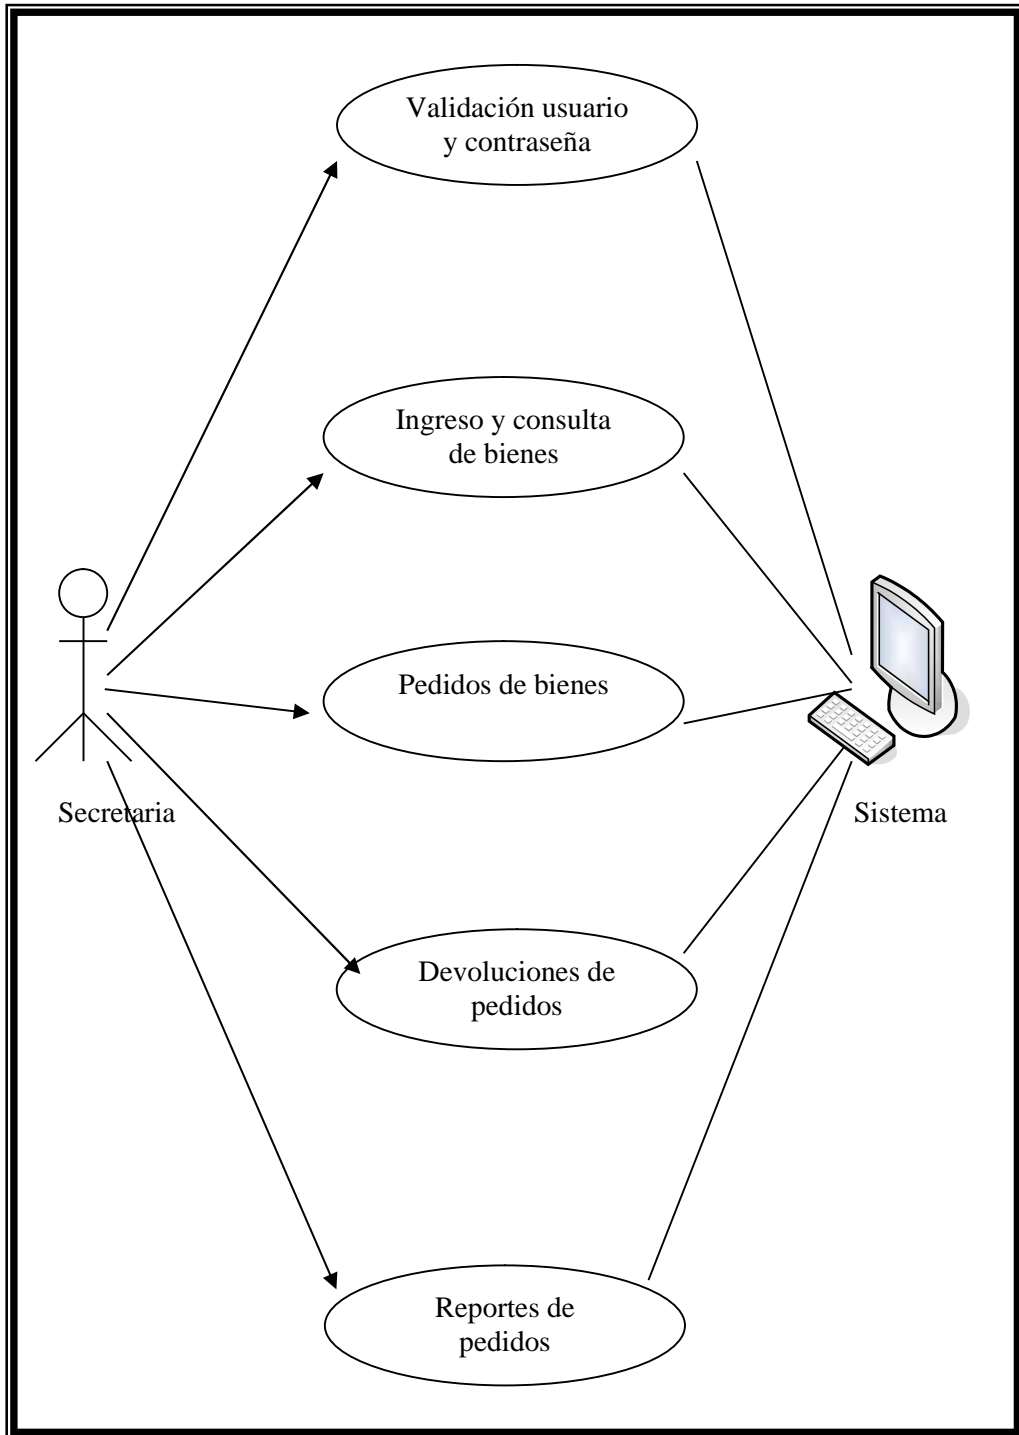 Validación usuario
y contraseña
Ingreso y consulta
de bienes
Pedidos de bienes
Secretaria
Sistema
Devoluciones de
pedidos
Reportes de
pedidos